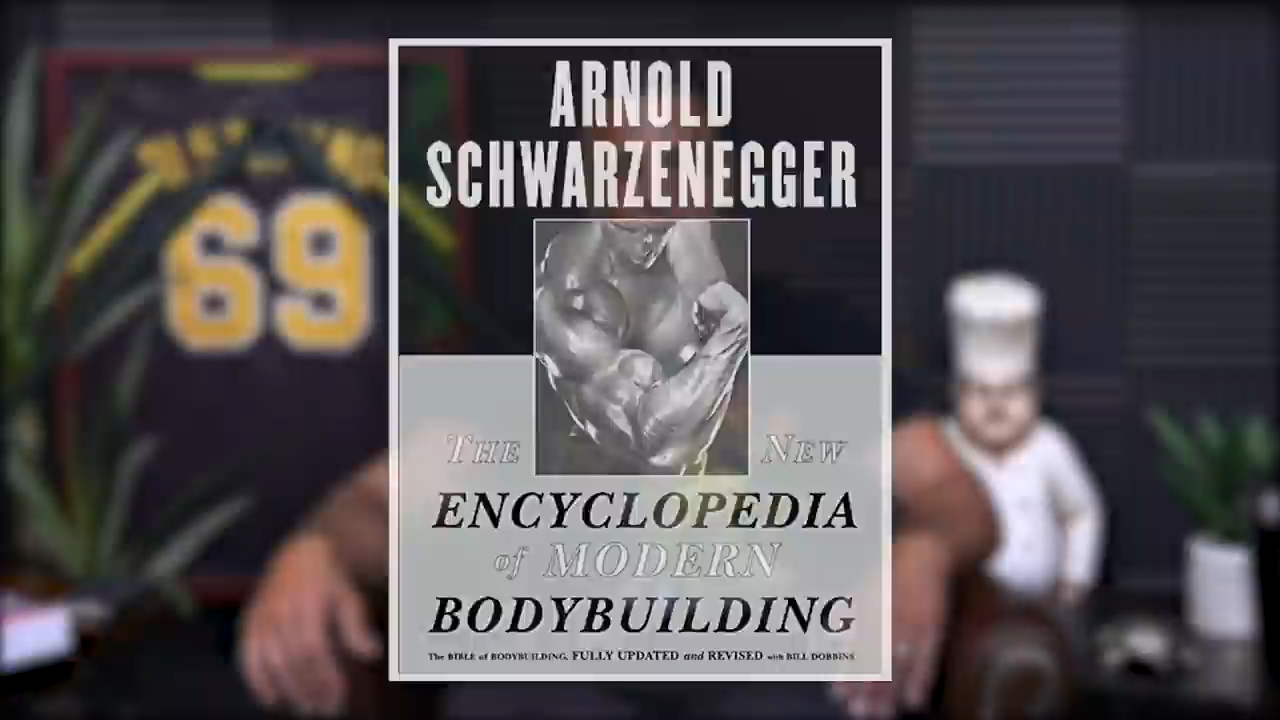 ARNOLD
SCHWARZENEGGER
THE NEW
ENCYCLOPEDIA
of MODERN
BODYBUILDING
The BIBLE of BODYBUILDING, FULLY UPDATED and REVISED with BILL DOBBINS
69